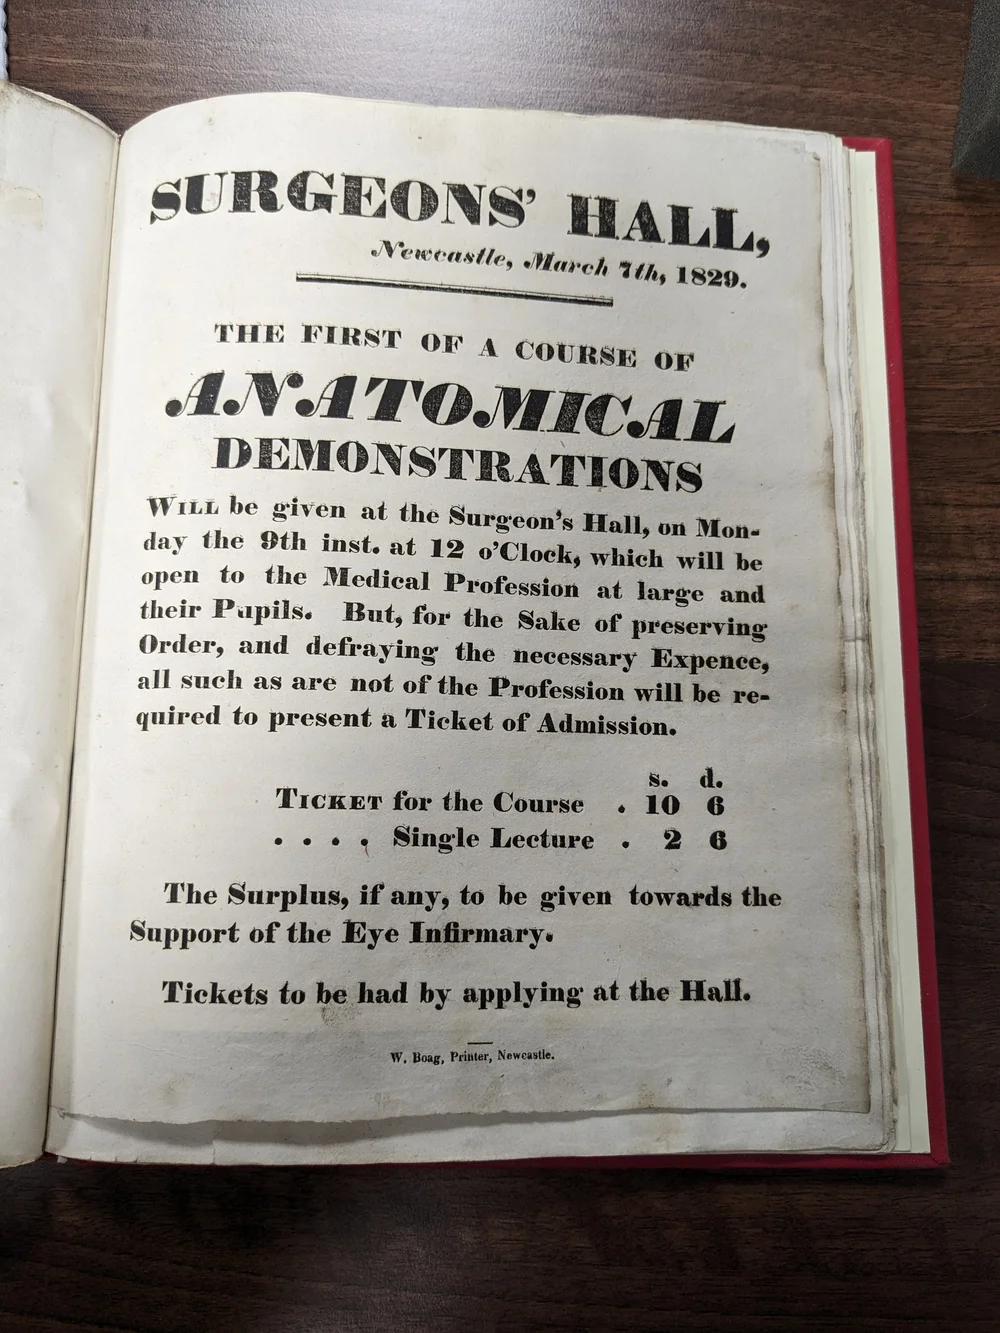 SURGEONS' HALL,
Newcastle, March 7th, 1829.
THE FIRST OF A COURSE OF
ANATOMICAL
DEMONSTRATIONS
WILL be given at the Surgeon's Hall, on Mon-
day the 9th inst. at 12 o'Clock, which will be
open to the Medical Profession at large and
their Pupils. But, for the Sake of preserving
Order, and defraying the necessary Expence,
all such as are not of the Profession will be re-
quired to present a Ticket of Admission.
s. d.
TICKET for the Course . 10 6
. . . . Single Lecture . 2 6
The Surplus, if any, to be given towards the
Support of the Eye Infirmary.
Tickets to be had by applying at the Hall.
W. Boag, Printer, Newcastle.